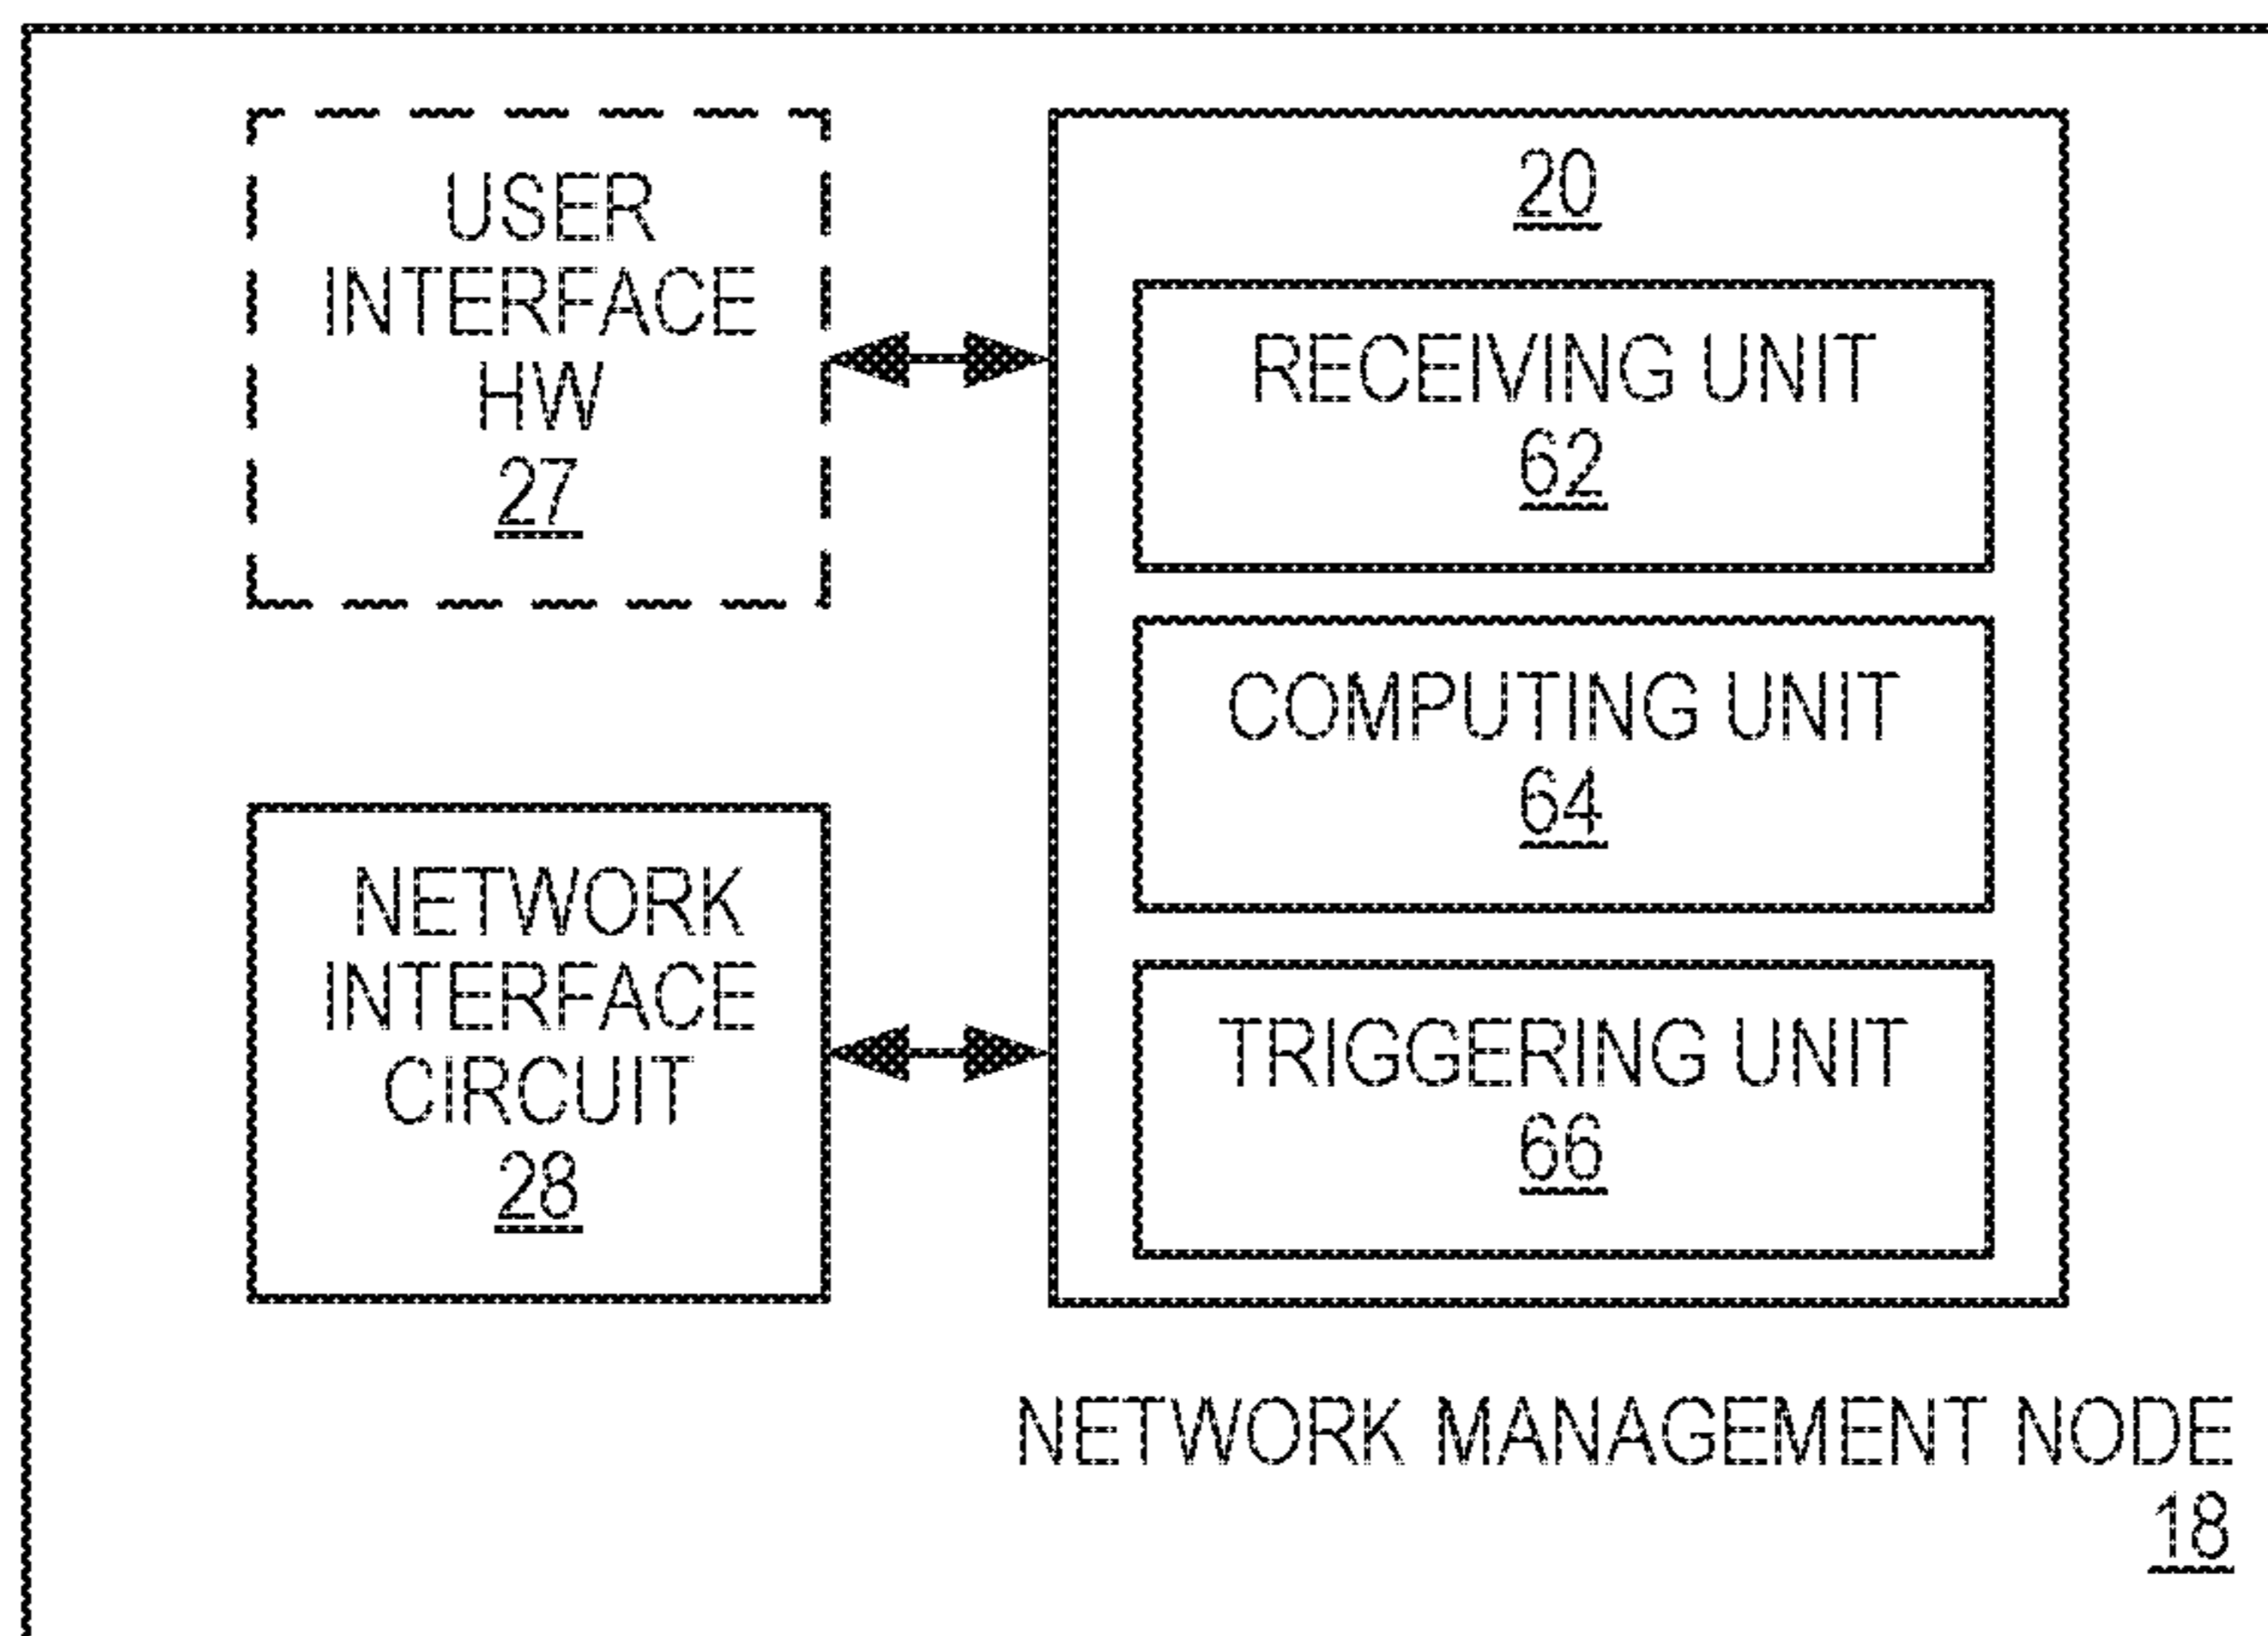 USER
INTERFACE
HW
27
NETWORK
INTERFACE
CIRCUIT
28
20
RECEIVING UNIT
62
COMPUTING UNIT
64
TRIGGERING UNIT
66
NETWORK MANAGEMENT NODE
18